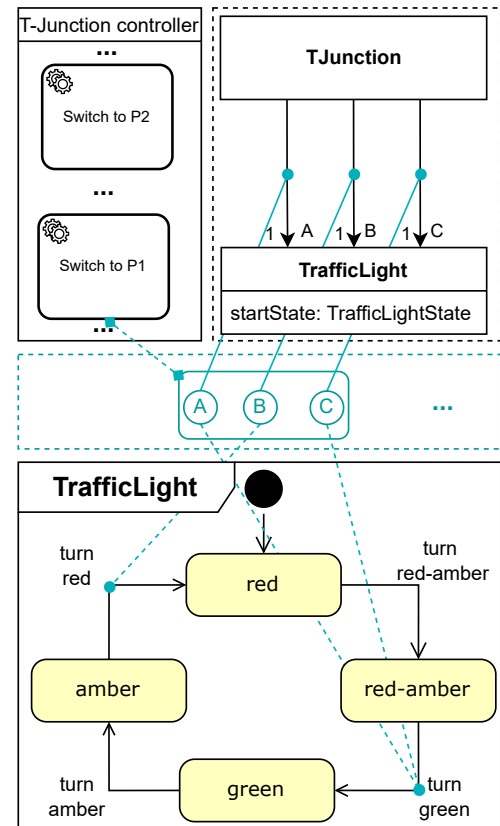 T-Junction controller
...
Switch to P2
...
Switch to P1
...
TJunction
1 A 1 B 1 C
TrafficLight
startState: TrafficLightState
A B C ...
TrafficLight
turn
red
red
turn
red-amber
amber
red-amber
turn
amber
green
turn
green